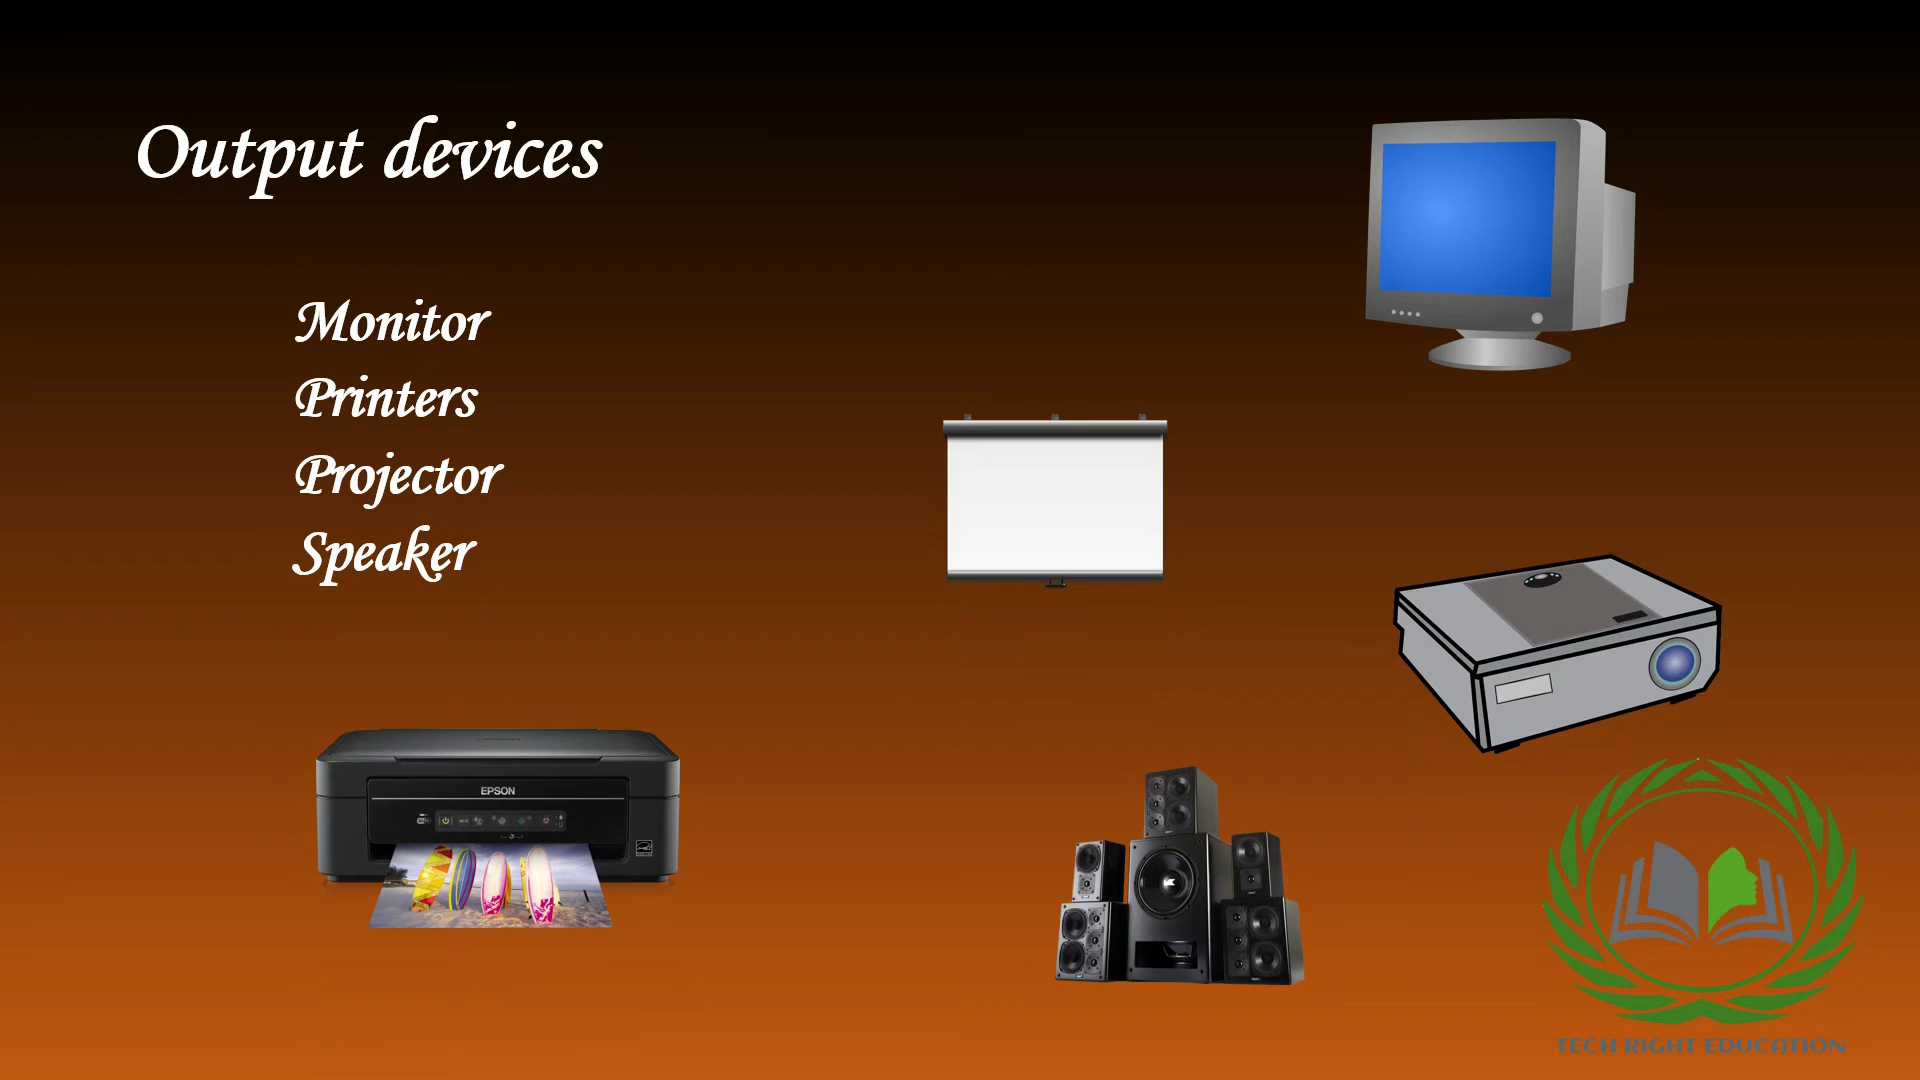 Output devices
Monitor
Printers
Projector
Speaker
EPSON
TECH RIGHT EDUCATION